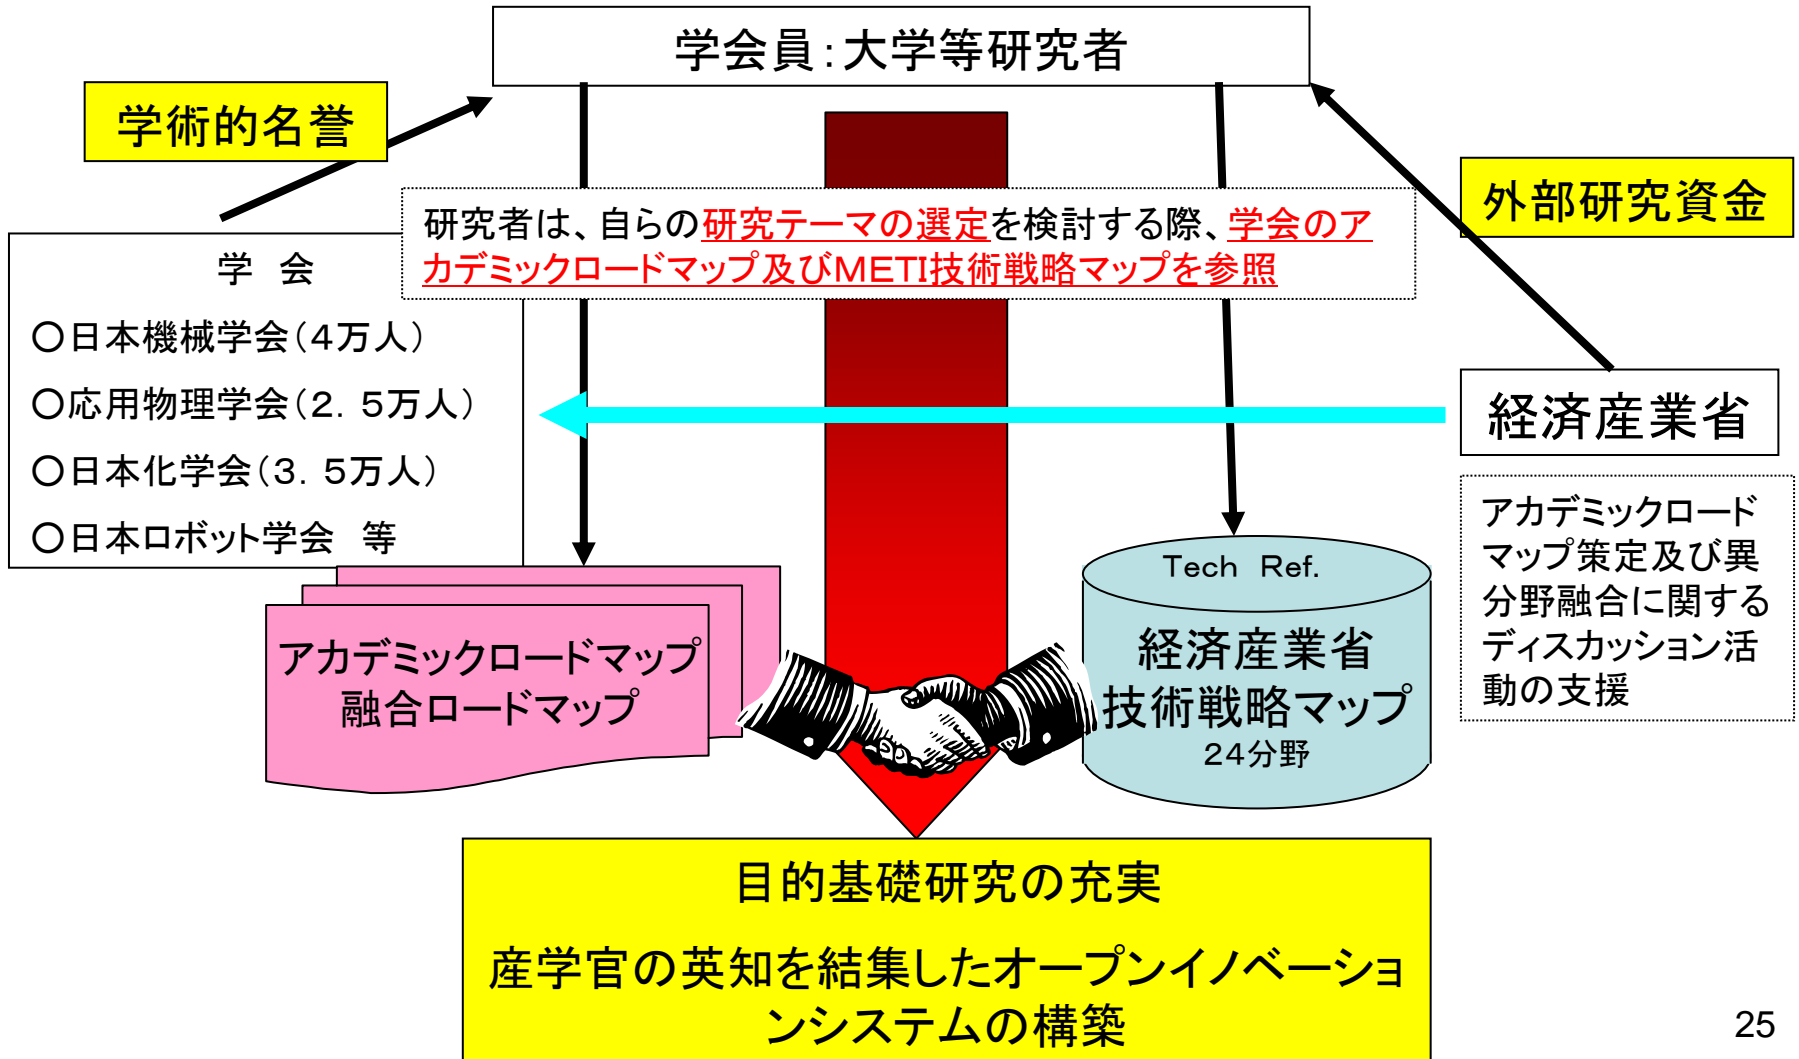 学会員：大学等研究者
学術的名誉
外部研究資金
研究者は、自らの研究テーマの選定を検討する際、学会のア
カデミックロードマップ及びMETI技術戦略マップを参照
学　会
○日本機械学会（４万人）
○応用物理学会（２．５万人）
○日本化学会（３．５万人）
○日本ロボット学会　等
経済産業省
アカデミックロード
マップ策定及び異
分野融合に関する
ディスカッション活
動の支援
アカデミックロードマップ
融合ロードマップ
Tech Ref.
経済産業省
技術戦略マップ
24分野
目的基礎研究の充実
産学官の英知を結集したオープンイノベーショ
ンシステムの構築
25